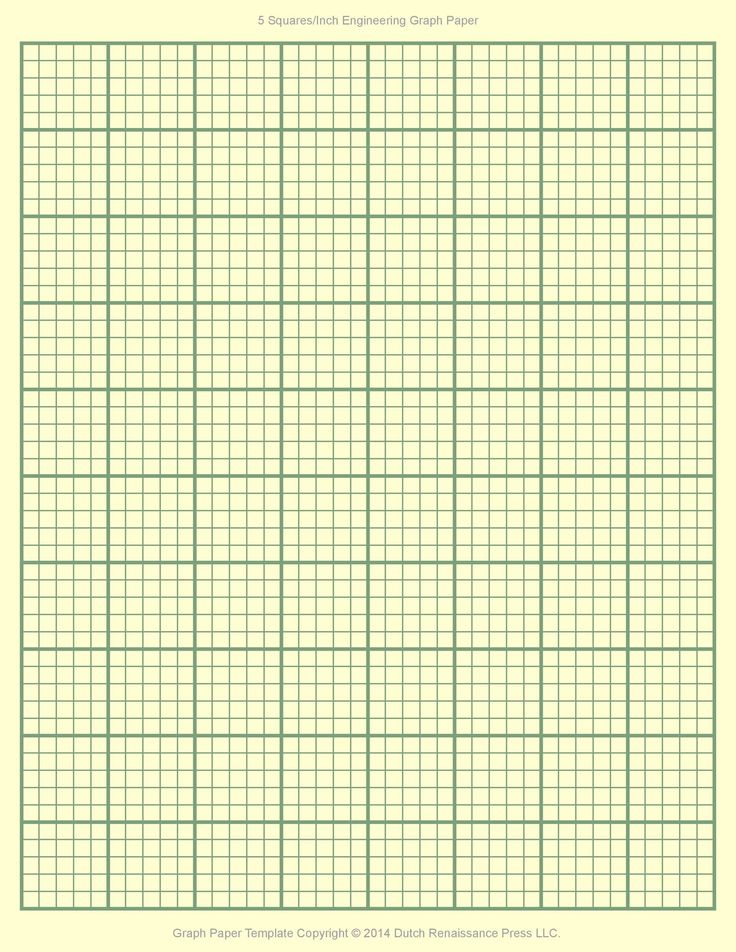 5 Squares/Inch Engineering Graph Paper
Graph Paper Template Copyright © 2014 Dutch Renaissance Press LLC.